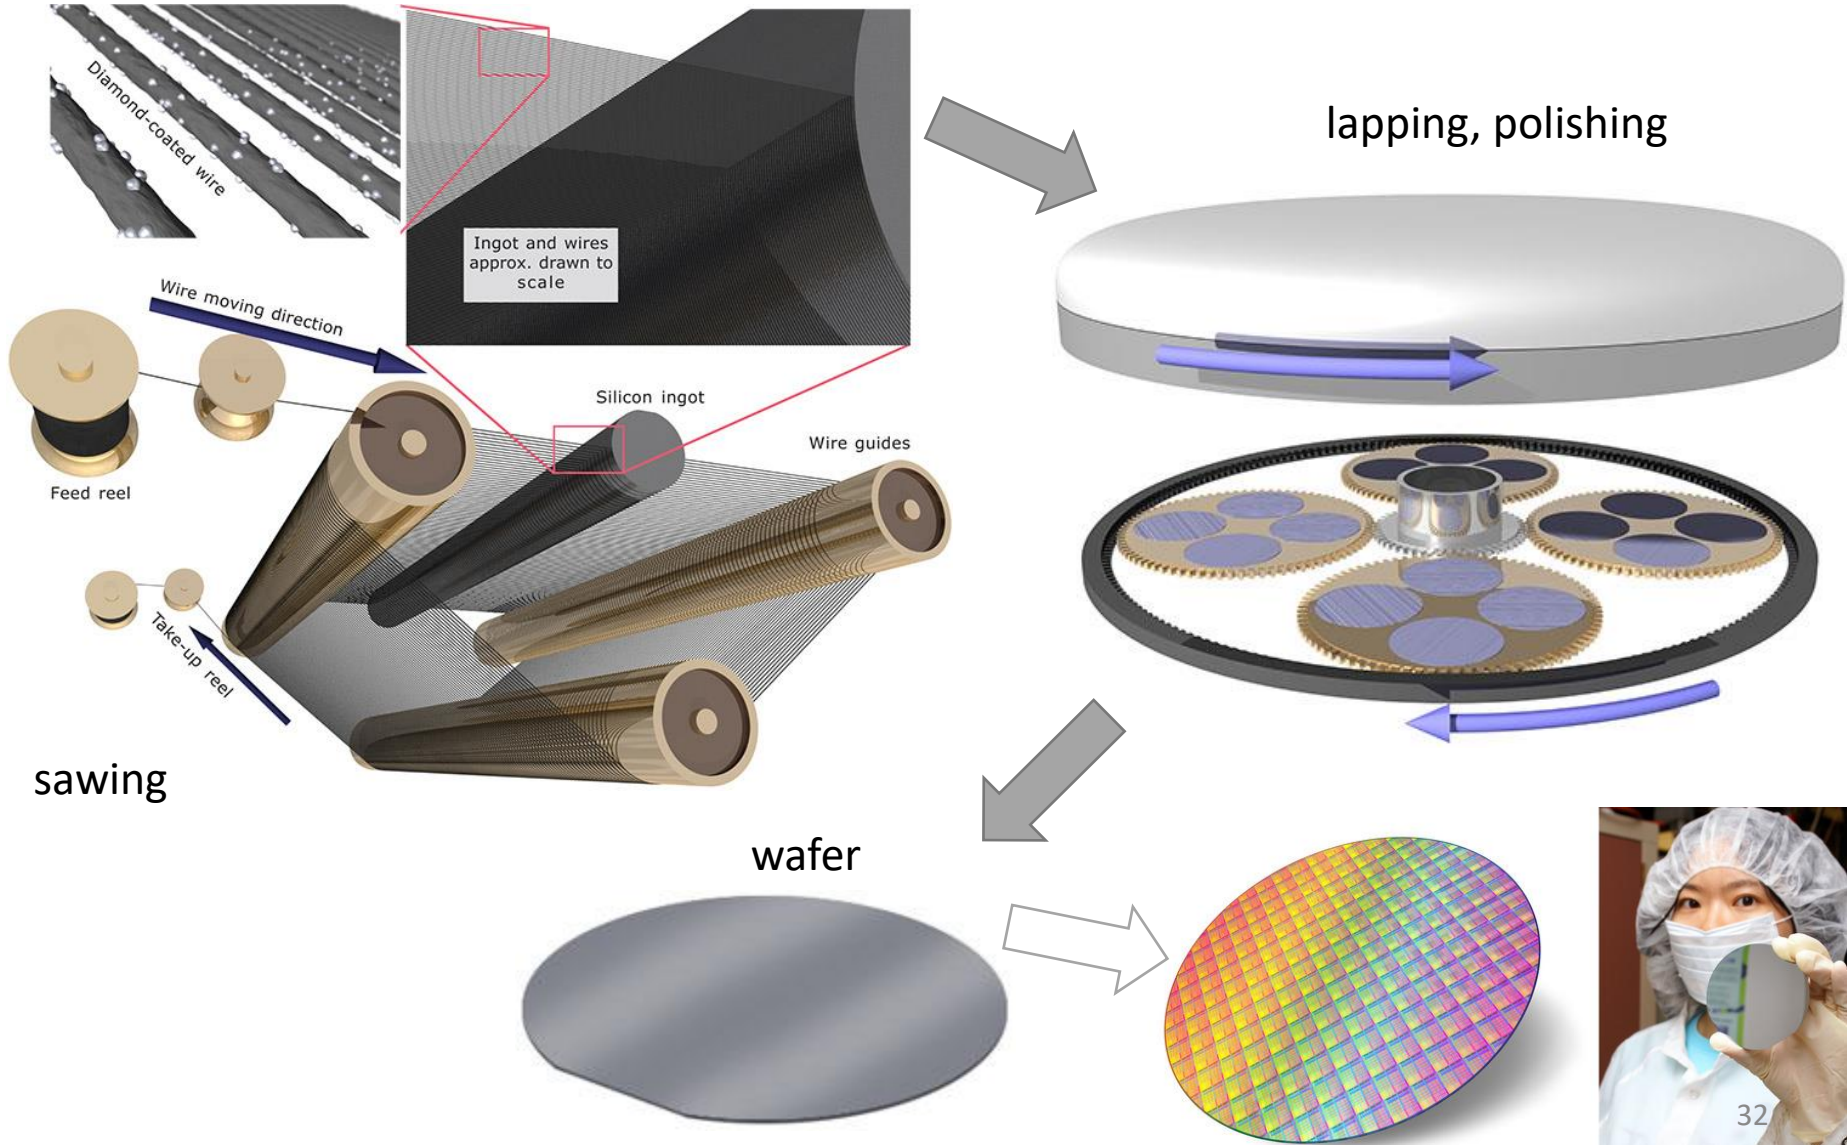 Diamond-coated wire
lapping, polishing
Ingot and wires
approx. drawn to
scale
Wire moving direction
Silicon ingot
Wire guides
Feed reel
Take-up reel
sawing
wafer
32